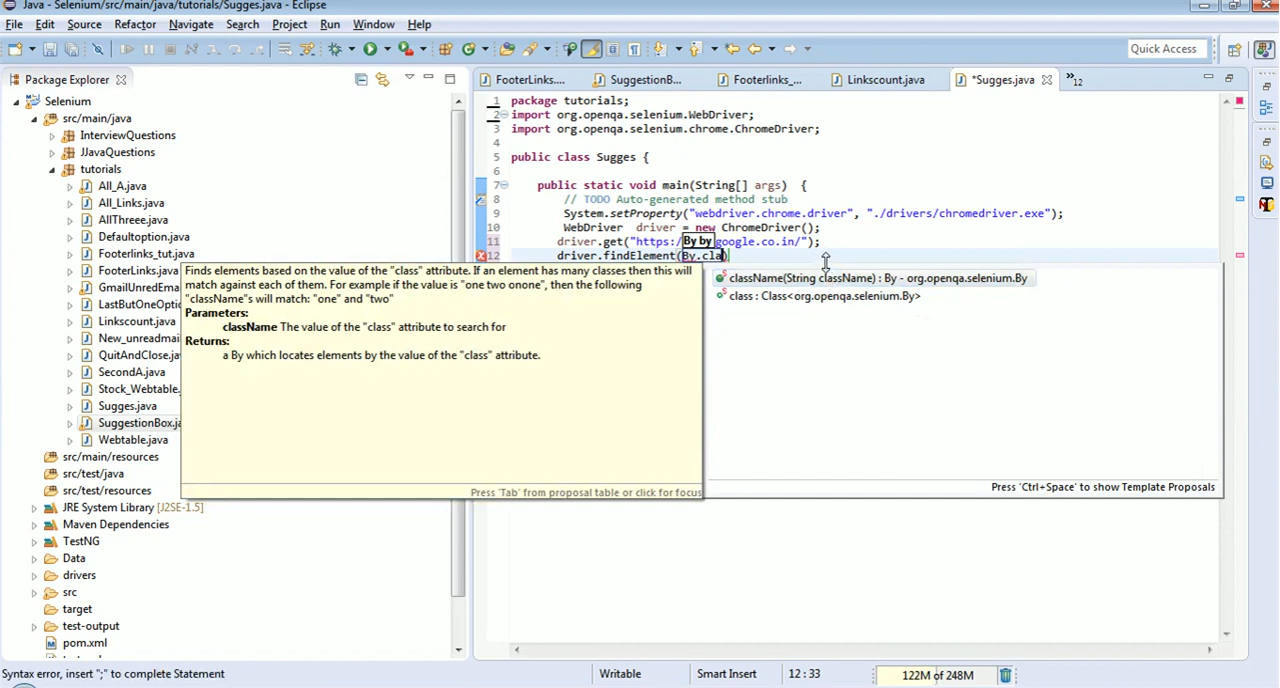 Java - Selenium/src/main/java/tutorials/Sugges.java - Eclipse
File Edit Source Refactor Navigate Search Project Run Window Help
Quick Access
Package Explorer
FooterLinks.... SuggestionB... Footerlinks_... Linkscount.java *Sugges.java »12
Selenium
src/main/java
InterviewQuestions
JJavaQuestions
tutorials
All_A.java
All_Links.java
AllThreee.java
Defaultoption.java
Footerlinks_tut.java
FooterLinks.java
GmailUnredEma
LastButOneOptic
Linkscount.java
New_unreadmai
QuitAndClose.java
SecondA.java
Stock_Webtable.
Sugges.java
SuggestionBox.ja
Webtable.java
src/main/resources
src/test/java
src/test/resources
JRE System Library [J2SE-1.5]
Maven Dependencies
TestNG
Data
drivers
src
target
test-output
pom.xml
1 package tutorials;
2 import org.openqa.selenium.WebDriver;
3 import org.openqa.selenium.chrome.ChromeDriver;
4
5 public class Sugges {
6
7 public static void main(String[] args) {
8 // TODO Auto-generated method stub
9 System.setProperty("webdriver.chrome.driver", "./drivers/chromedriver.exe");
10 WebDriver driver = new ChromeDriver();
11 driver.get("https:/ By by google.co.in/");
12 driver.findElement(By.cla)
Finds elements based on the value of the "class" attribute. If an element has many classes then this will
match against each of them. For example if the value is "one two onone", then the following
"className"s will match: "one" and "two"
Parameters:
className The value of the "class" attribute to search for
Returns:
a By which locates elements by the value of the "class" attribute.
Press 'Tab' from proposal table or click for focus
className(String className) : By - org.openqa.selenium.By
class : Class<org.openqa.selenium.By>
Press 'Ctrl+Space' to show Template Proposals
Syntax error, insert ";" to complete Statement
Writable
Smart Insert
12 : 33
122M of 248M